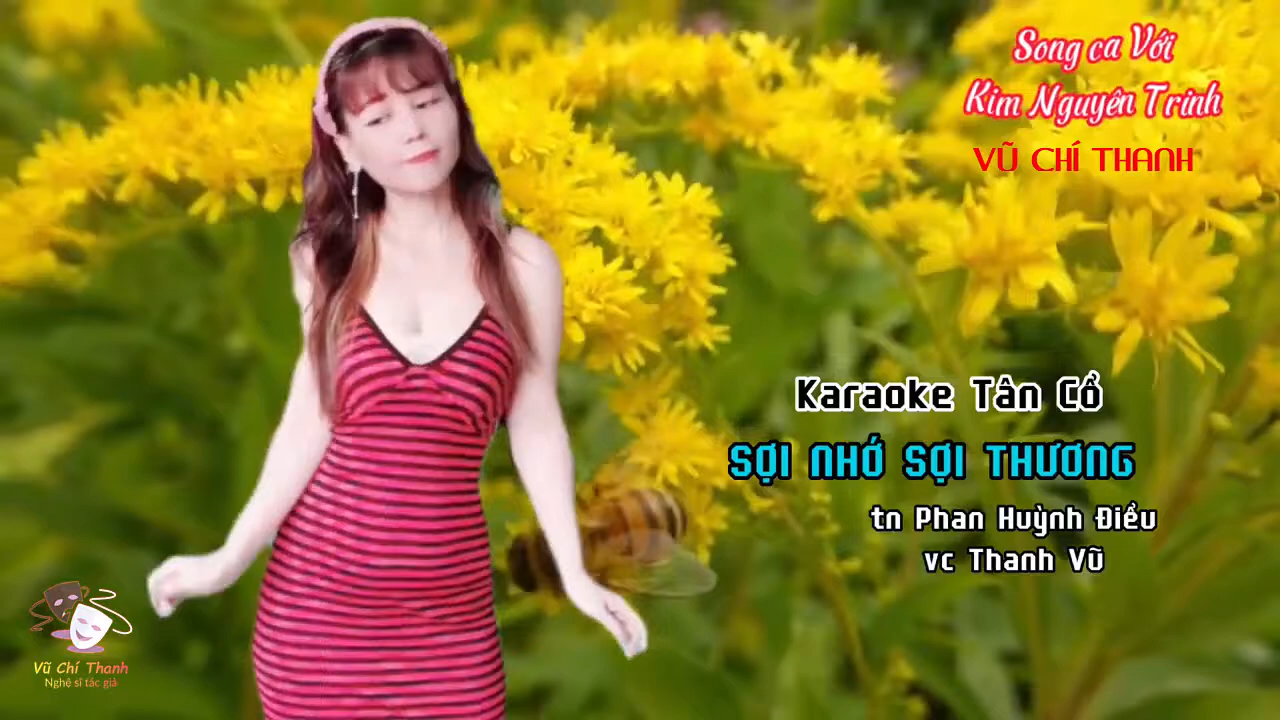 Song ca Với
Kim Nguyên Trinh
VŨ CHÍ THANH
Karaoke Tân Cổ
SỢI NHỚ SỢI THƯƠNG
tn Phan Huỳnh Điều
vc Thanh Vũ
Vũ Chí Thanh
Nghệ sĩ tác giả